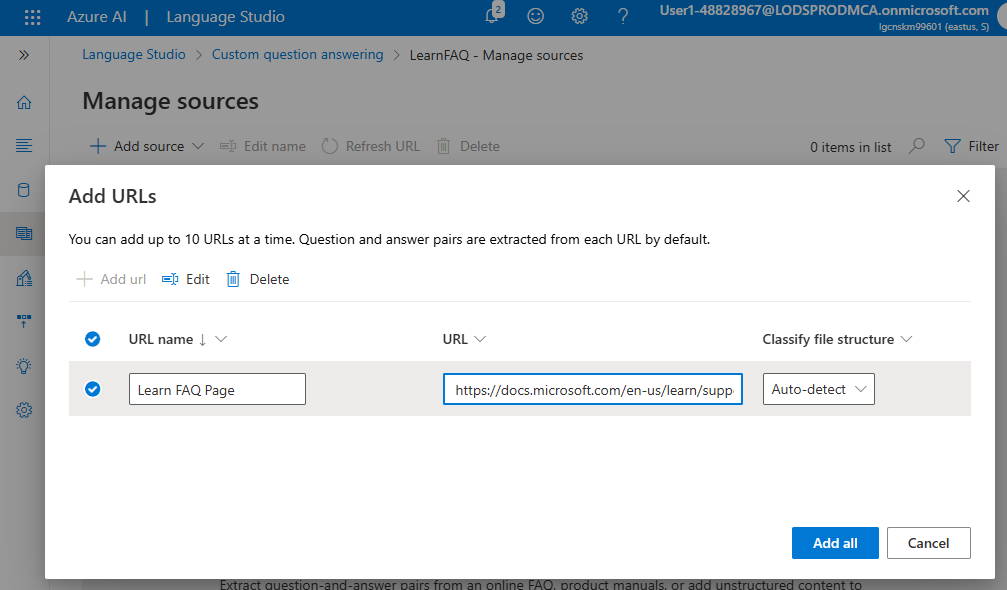 Azure AI | Language Studio
2
User1-48828967@LODSPRODMCA.onmicrosoft.com
lgcnskm99601 (eastus, S)
Language Studio > Custom question answering > LearnFAQ - Manage sources
Manage sources
Add source Edit name Refresh URL Delete 0 items in list Filter
Add URLs
You can add up to 10 URLs at a time. Question and answer pairs are extracted from each URL by default.
Add url Edit Delete
URL name ↓ URL Classify file structure
Learn FAQ Page https://docs.microsoft.com/en-us/learn/supp Auto-detect
Add all Cancel
Extract question-and-answer pairs from an online FAQ, product manuals, or add unstructured content to